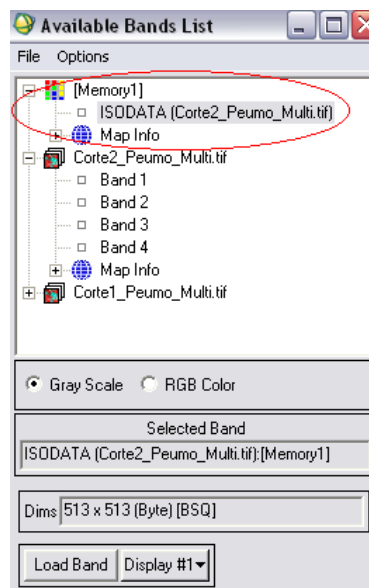 Available Bands List
File Options
[Memory1]
ISODATA (Corte2_Peumo_Multi.tif)
Map Info
Corte2_Peumo_Multi.tif
Band 1
Band 2
Band 3
Band 4
Map Info
Corte1_Peumo_Multi.tif
Gray Scale RGB Color
Selected Band
ISODATA (Corte2_Peumo_Multi.tif):[Memory1]
Dims 513 x 513 (Byte) [BSQ]
Load Band Display #1